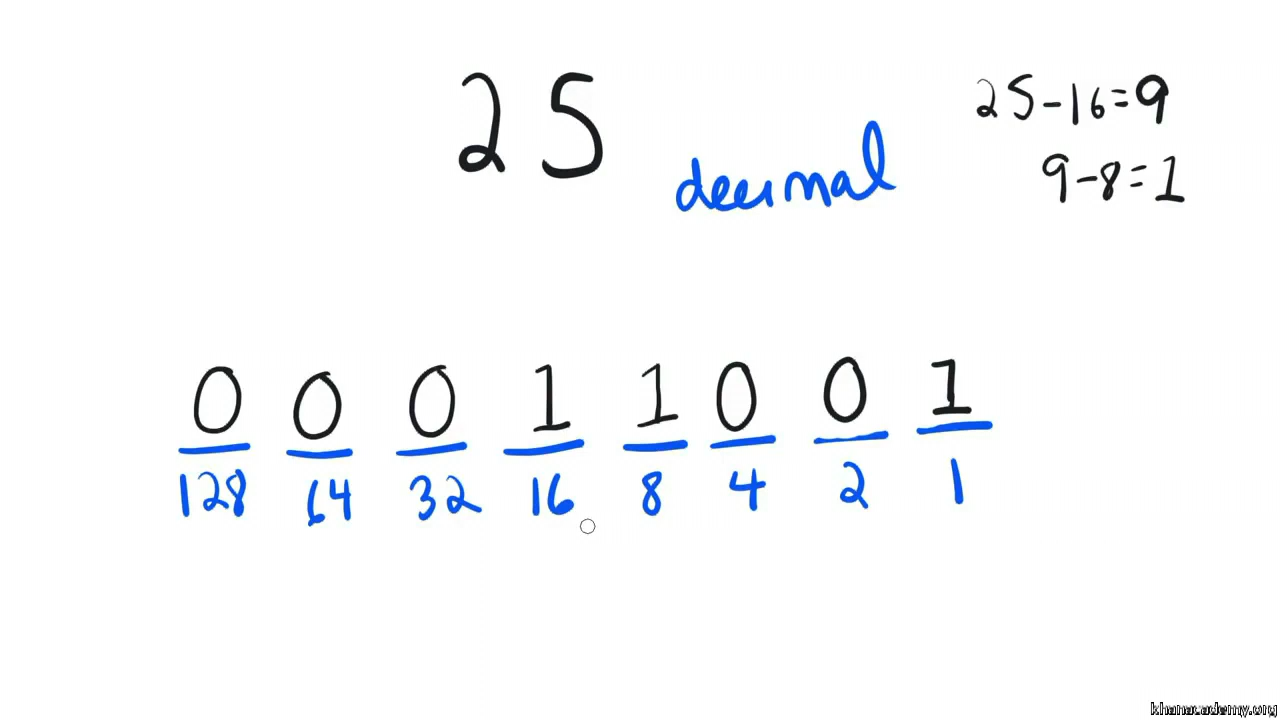 25
decimal
25-16=9
9-8=1
0 0 0 1 1 0 0 1
128 64 32 16 8 4 2 1
khanacademy.org